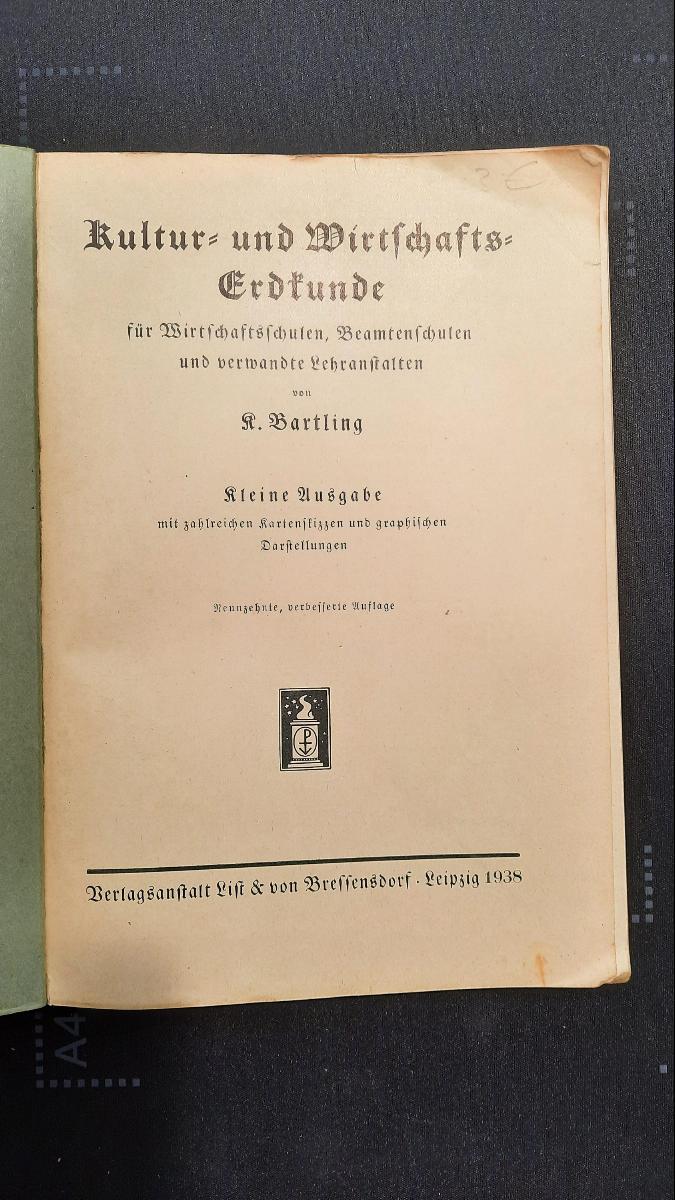 Kultur- und Wirtschafts-
Erdkunde
für Wirtschaftsschulen, Beamtenschulen
und verwandte Lehranstalten
von
K. Bartling
Kleine Ausgabe
mit zahlreichen Kartenskizzen und graphischen
Darstellungen
Neunzehnte, verbesserte Auflage
Verlagsanstalt List & von Bressensdorf · Leipzig 1938
A4